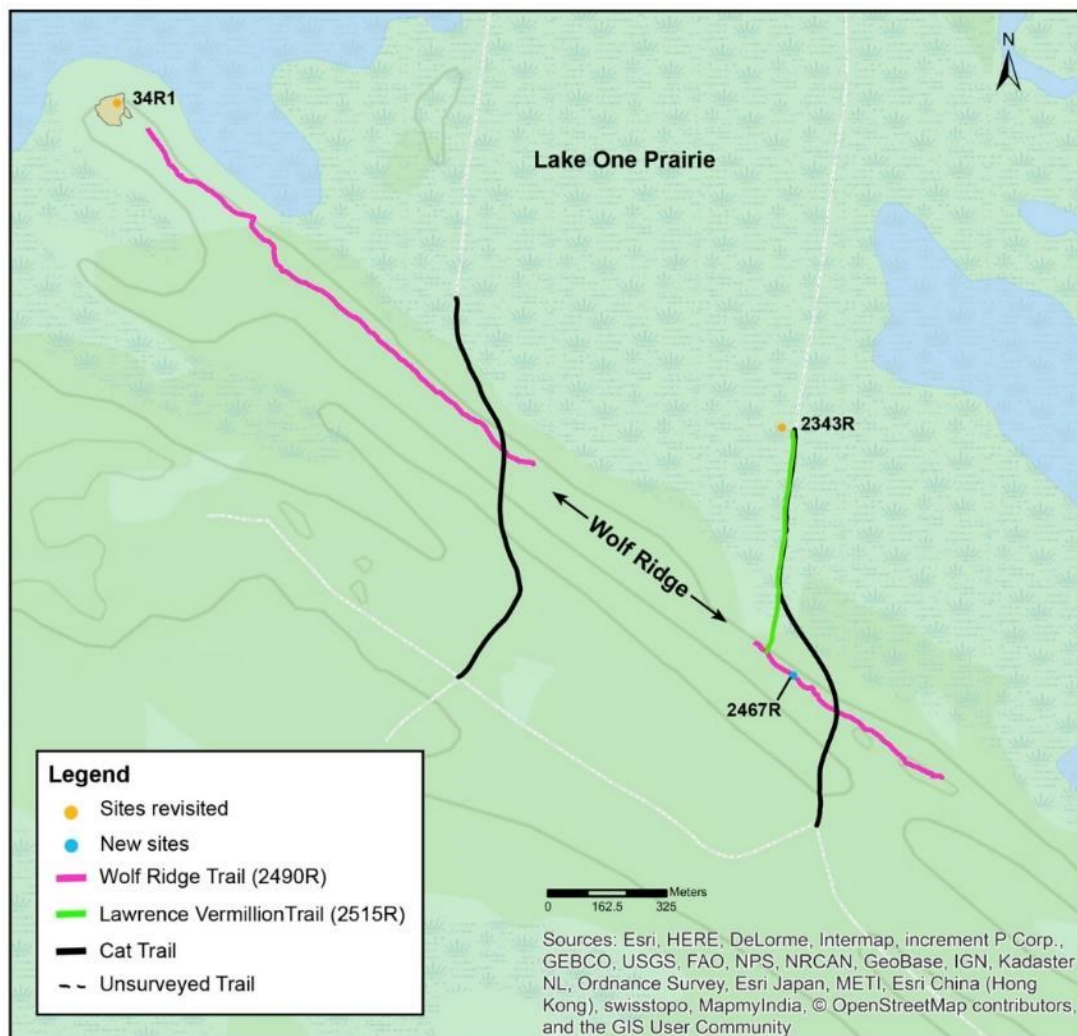 N
34R1
Lake One Prairie
2343R
Wolf Ridge
2467R
Legend
Sites revisited
New sites
Wolf Ridge Trail (2490R)
Lawrence VermillionTrail (2515R)
Cat Trail
Unsurveyed Trail
Meters
0 162.5 325
Sources: Esri, HERE, DeLorme, Intermap, increment P Corp.,
GEBCO, USGS, FAO, NPS, NRCAN, GeoBase, IGN, Kadaster
NL, Ordnance Survey, Esri Japan, METI, Esri China (Hong
Kong), swisstopo, MapmyIndia, © OpenStreetMap contributors,
and the GIS User Community